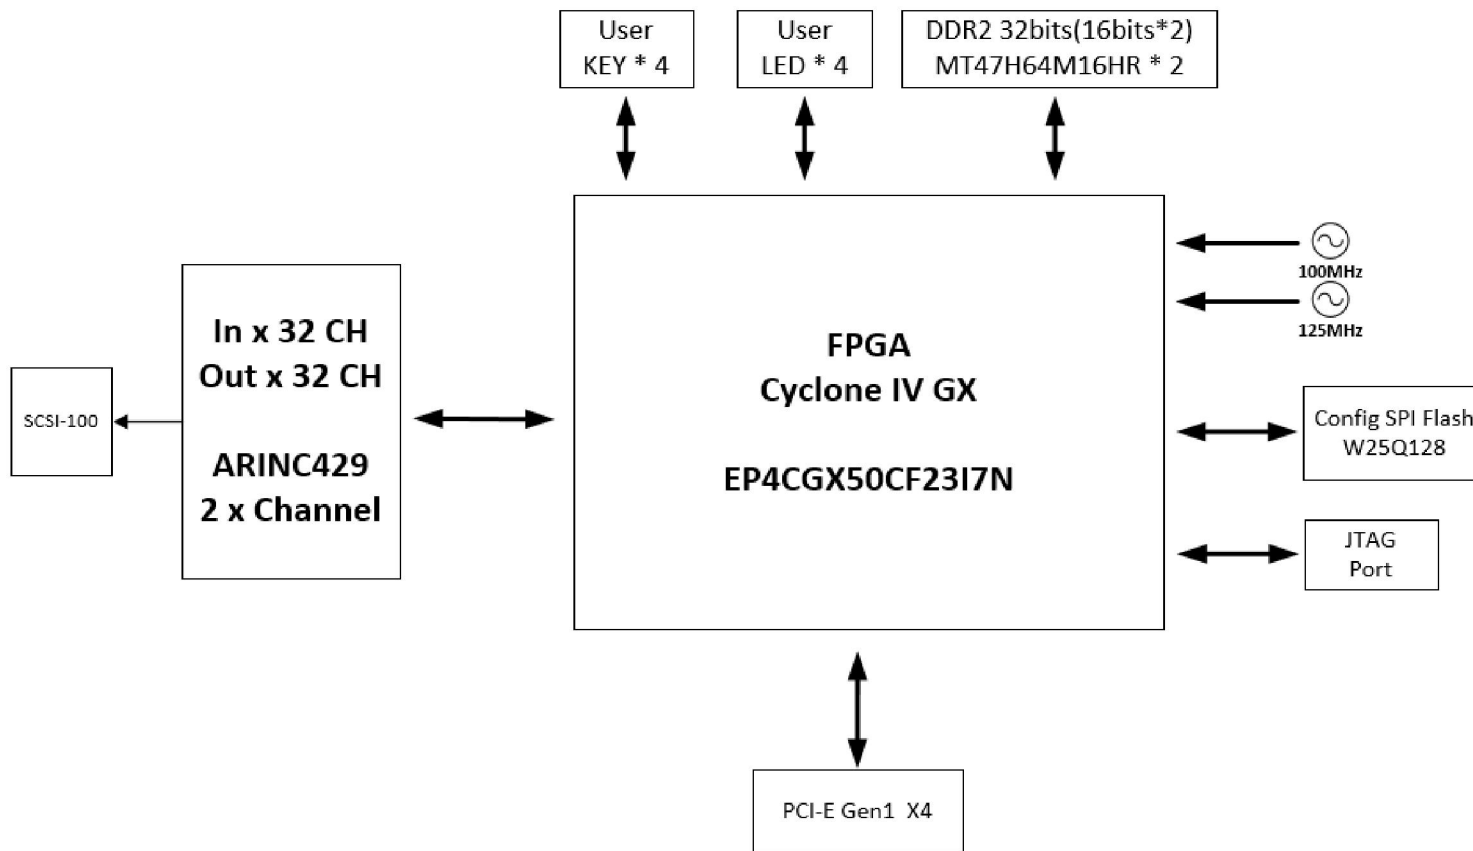 User
KEY * 4
User
LED * 4
DDR2 32bits(16bits*2)
MT47H64M16HR * 2
100MHz
125MHz
In x 32 CH
Out x 32 CH
ARINC429
2 x Channel
SCSI-100
FPGA
Cyclone IV GX
EP4CGX50CF23I7N
Config SPI Flash
W25Q128
JTAG
Port
PCI-E Gen1 X4